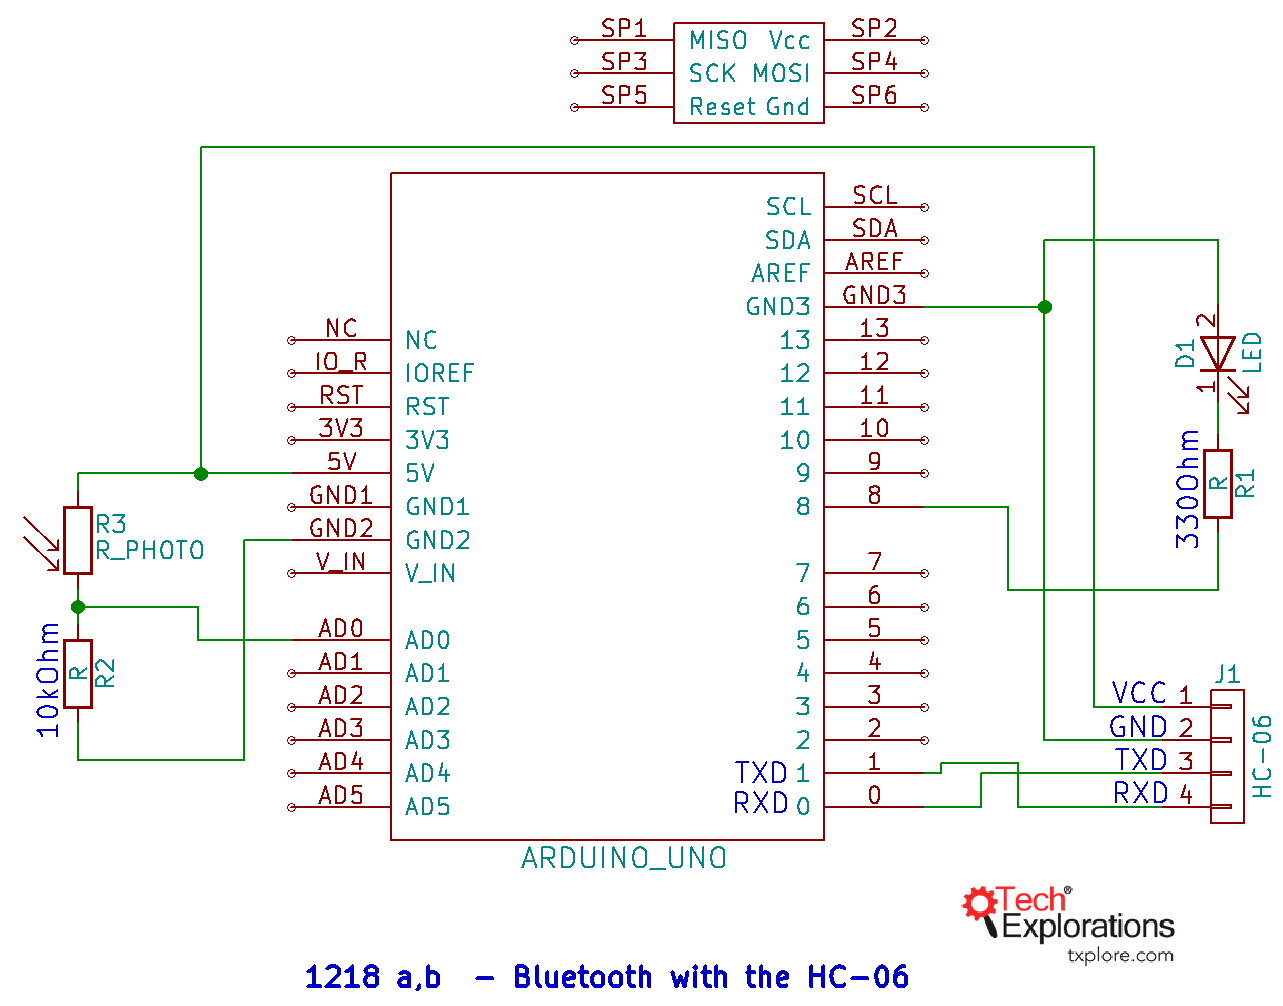 SP1 MISO Vcc SP2
SP3 SCK MOSI SP4
SP5 Reset Gnd SP6
SCL SCL
SDA SDA
AREF AREF
GND3 GND3
NC NC 13 13
IO_R IOREF 12 12
RST RST 11 11
3V3 3V3 10 10
5V 5V 9 9
GND1 GND1 8 8
GND2 GND2
V_IN V_IN 7 7
6 6
AD0 AD0 5 5
AD1 AD1 4 4
AD2 AD2 3 3
AD3 AD3 2 2
AD4 AD4 TXD 1 1
AD5 AD5 RXD 0 0
ARDUINO_UNO
R3
R_PHOTO
10kOhm R R2
2
D1 LED
1
330Ohm R R1
J1
VCC 1
GND 2
TXD 3
RXD 4
HC-06
Tech®
Explorations
txplore.com
1218 a,b - Bluetooth with the HC-06